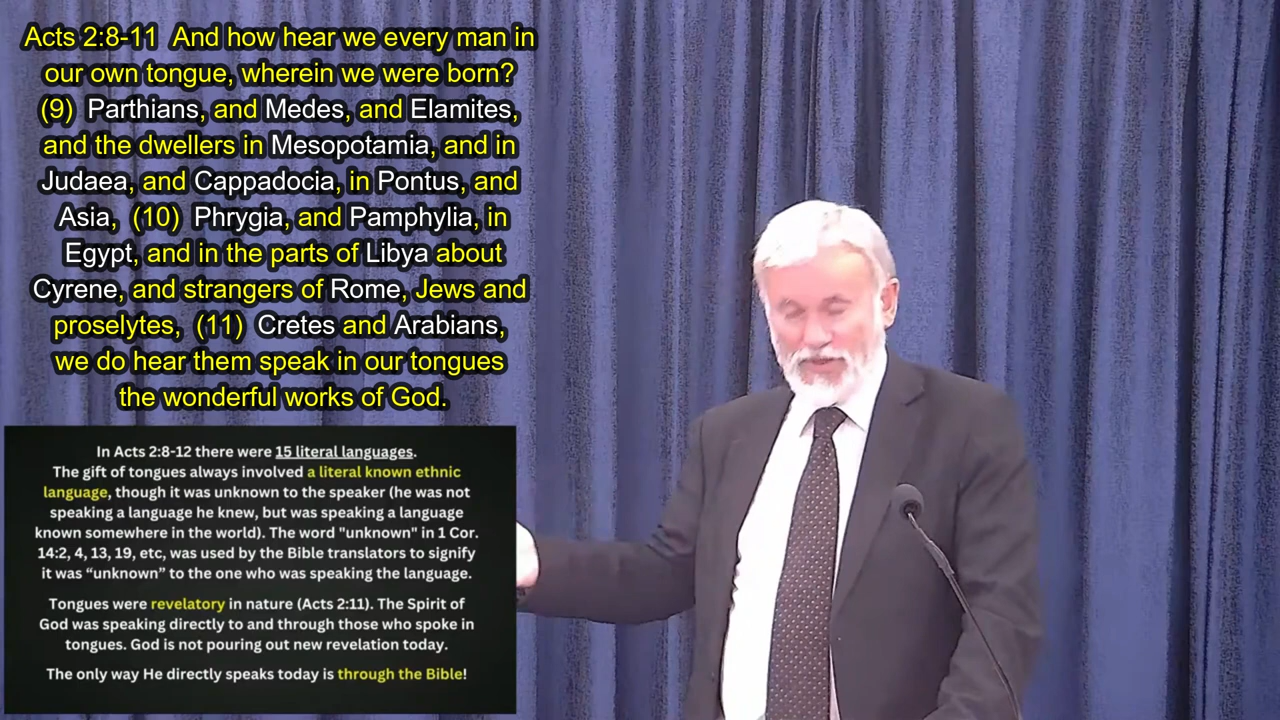 Acts 2:8-11  And how hear we every man in
our own tongue, wherein we were born?
(9)  Parthians, and Medes, and Elamites,
and the dwellers in Mesopotamia, and in
Judaea, and Cappadocia, in Pontus, and
Asia,  (10)  Phrygia, and Pamphylia, in
Egypt, and in the parts of Libya about
Cyrene, and strangers of Rome, Jews and
proselytes,  (11)  Cretes and Arabians,
we do hear them speak in our tongues
the wonderful works of God.
In Acts 2:8-12 there were 15 literal languages.
The gift of tongues always involved a literal known ethnic
language, though it was unknown to the speaker (he was not
speaking a language he knew, but was speaking a language
known somewhere in the world). The word "unknown" in 1 Cor.
14:2, 4, 13, 19, etc, was used by the Bible translators to signify
it was “unknown” to the one who was speaking the language.
Tongues were revelatory in nature (Acts 2:11). The Spirit of
God was speaking directly to and through those who spoke in
tongues. God is not pouring out new revelation today.
The only way He directly speaks today is through the Bible!